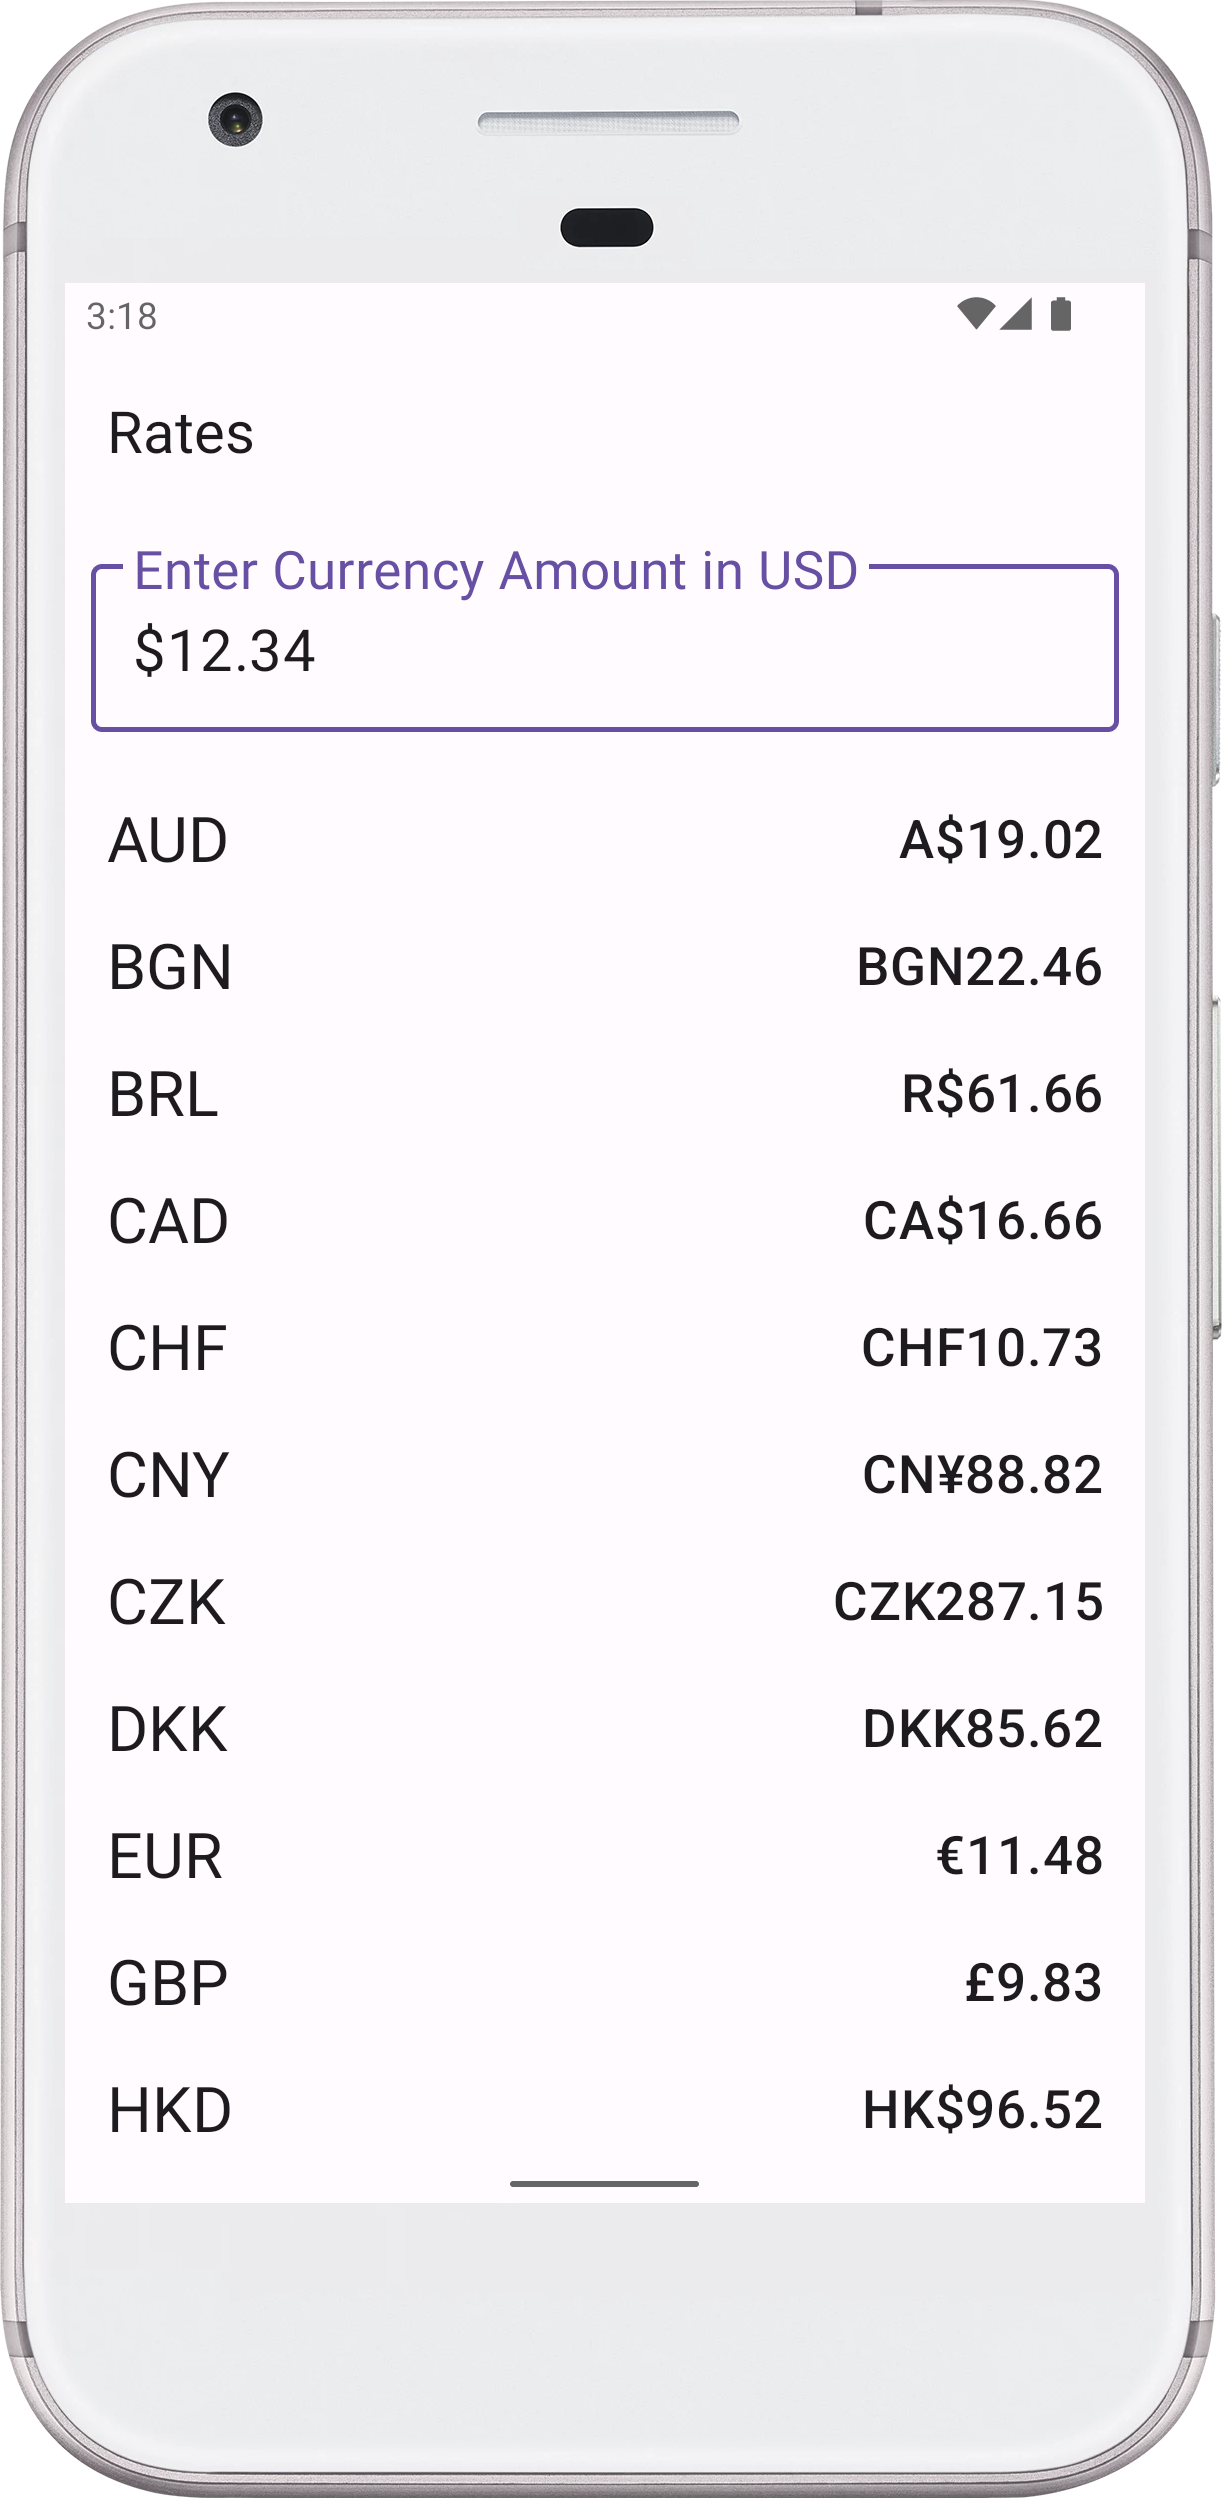 3:18
Rates
Enter Currency Amount in USD
$12.34
AUD A$19.02
BGN BGN22.46
BRL R$61.66
CAD CA$16.66
CHF CHF10.73
CNY CN¥88.82
CZK CZK287.15
DKK DKK85.62
EUR €11.48
GBP £9.83
HKD HK$96.52